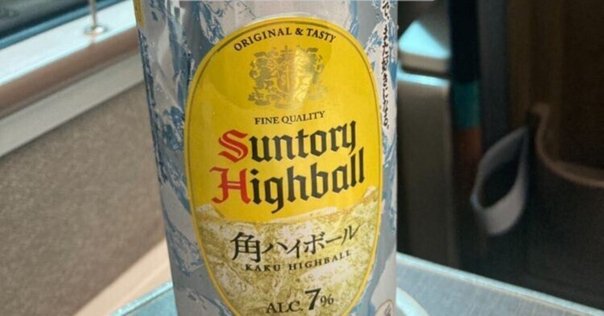 ORIGINAL & TASTY
FINE QUALITY
Suntory
Highball
角ハイボール
KAKU HIGHBALL
ALC. 7%